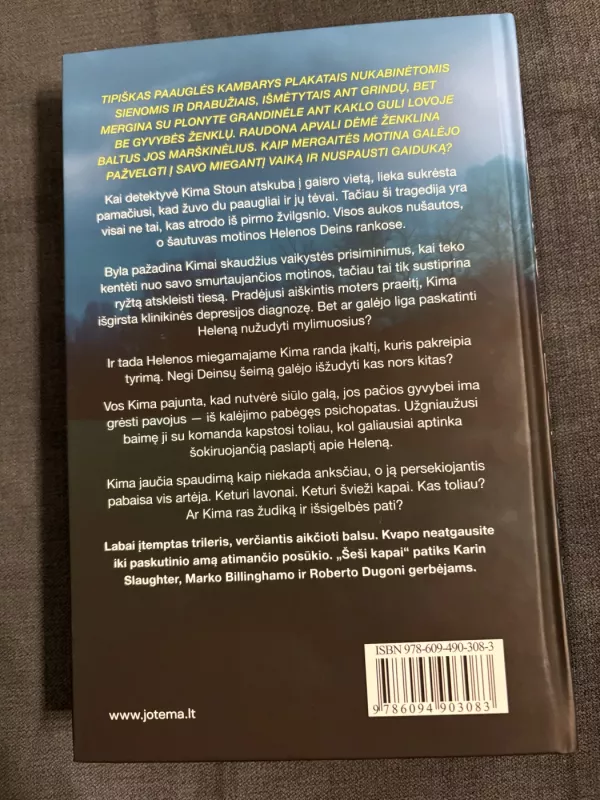 TIPIŠKAS PAAUGLĖS KAMBARYS PLAKATAIS NUKABINĖTOMIS
SIENOMIS IR DRABUŽIAIS, IŠMĖTYTAIS ANT GRINDŲ, BET
MERGINA SU PLONYTE GRANDINĖLE ANT KAKLO GULI LOVOJE
BE GYVYBĖS ŽENKLŲ. RAUDONA APVALI DĖMĖ ŽENKLINA
BALTUS JOS MARŠKINĖLIUS. KAIP MERGAITĖS MOTINA GALĖJO
PAŽVELGTI Į SAVO MIEGANTĮ VAIKĄ IR NUSPAUSTI GAIDUKĄ?
Kai detektyvė Kima Stoun atskuba į gaisro vietą, lieka sukrėsta
pamačiusi, kad žuvo du paaugliai ir jų tėvai. Tačiau ši tragedija yra
visai ne tai, kas atrodo iš pirmo žvilgsnio. Visos aukos nušautos,
o šautuvas motinos Helenos Deins rankose.
Byla pažadina Kimai skaudžius vaikystės prisiminimus, kai teko
kentėti nuo savo smurtaujančios motinos, tačiau tai tik sustiprina
ryžtą atskleisti tiesą. Pradėjusi aiškintis moters praeitį, Kima
išgirsta klinikinės depresijos diagnozę. Bet ar galėjo liga paskatinti
Heleną nužudyti mylimuosius?
Ir tada Helenos miegamajame Kima randa įkaltį, kuris pakreipia
tyrimą. Negi Deinsų šeimą galėjo išžudyti kas nors kitas?
Vos Kima pajunta, kad nutvėrė siūlo galą, jos pačios gyvybei ima
grėsti pavojus — iš kalėjimo pabėgęs psichopatas. Užgniaužusi
baimę ji su komanda kapstosi toliau, kol galiausiai aptinka
šokiruojančią paslaptį apie Heleną.
Kima jaučia spaudimą kaip niekada anksčiau, o ją persekiojantis
pabaisa vis artėja. Keturi lavonai. Keturi švieži kapai. Kas toliau?
Ar Kima ras žudiką ir išsigelbės pati?
Labai įtemptas trileris, verčiantis aikčioti balsu. Kvapo neatgausite
iki paskutinio amą atimančio posūkio. „Šeši kapai“ patiks Karin
Slaughter, Marko Billinghamo ir Roberto Dugoni gerbėjams.
ISBN 978-609-490-308-3
9 786094 903083
www.jotema.lt